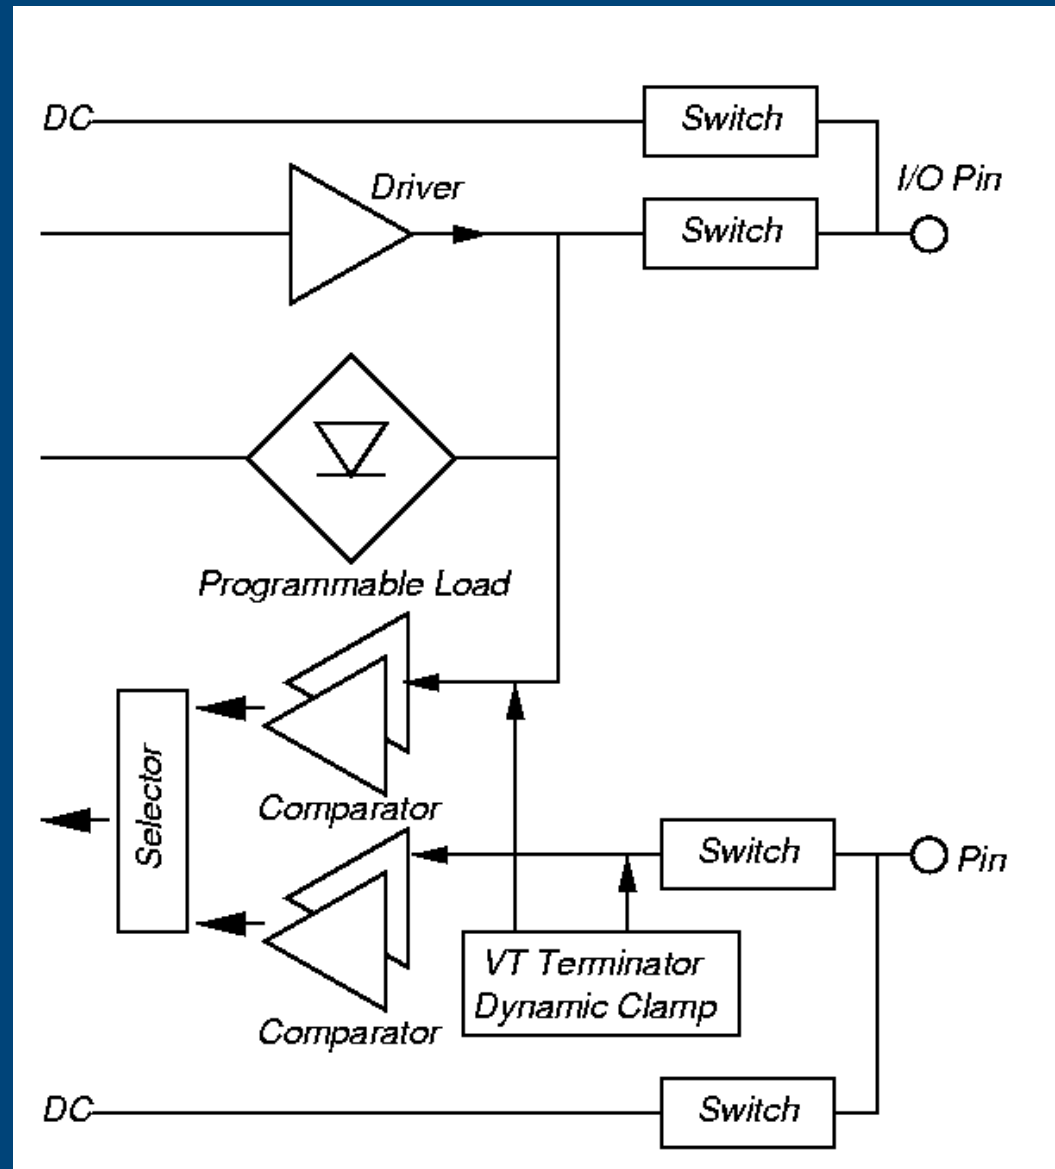 DC
Switch
Driver
I/O Pin
Switch
Programmable Load
Selector
Comparator
Switch
Pin
VT Terminator
Dynamic Clamp
Comparator
DC
Switch